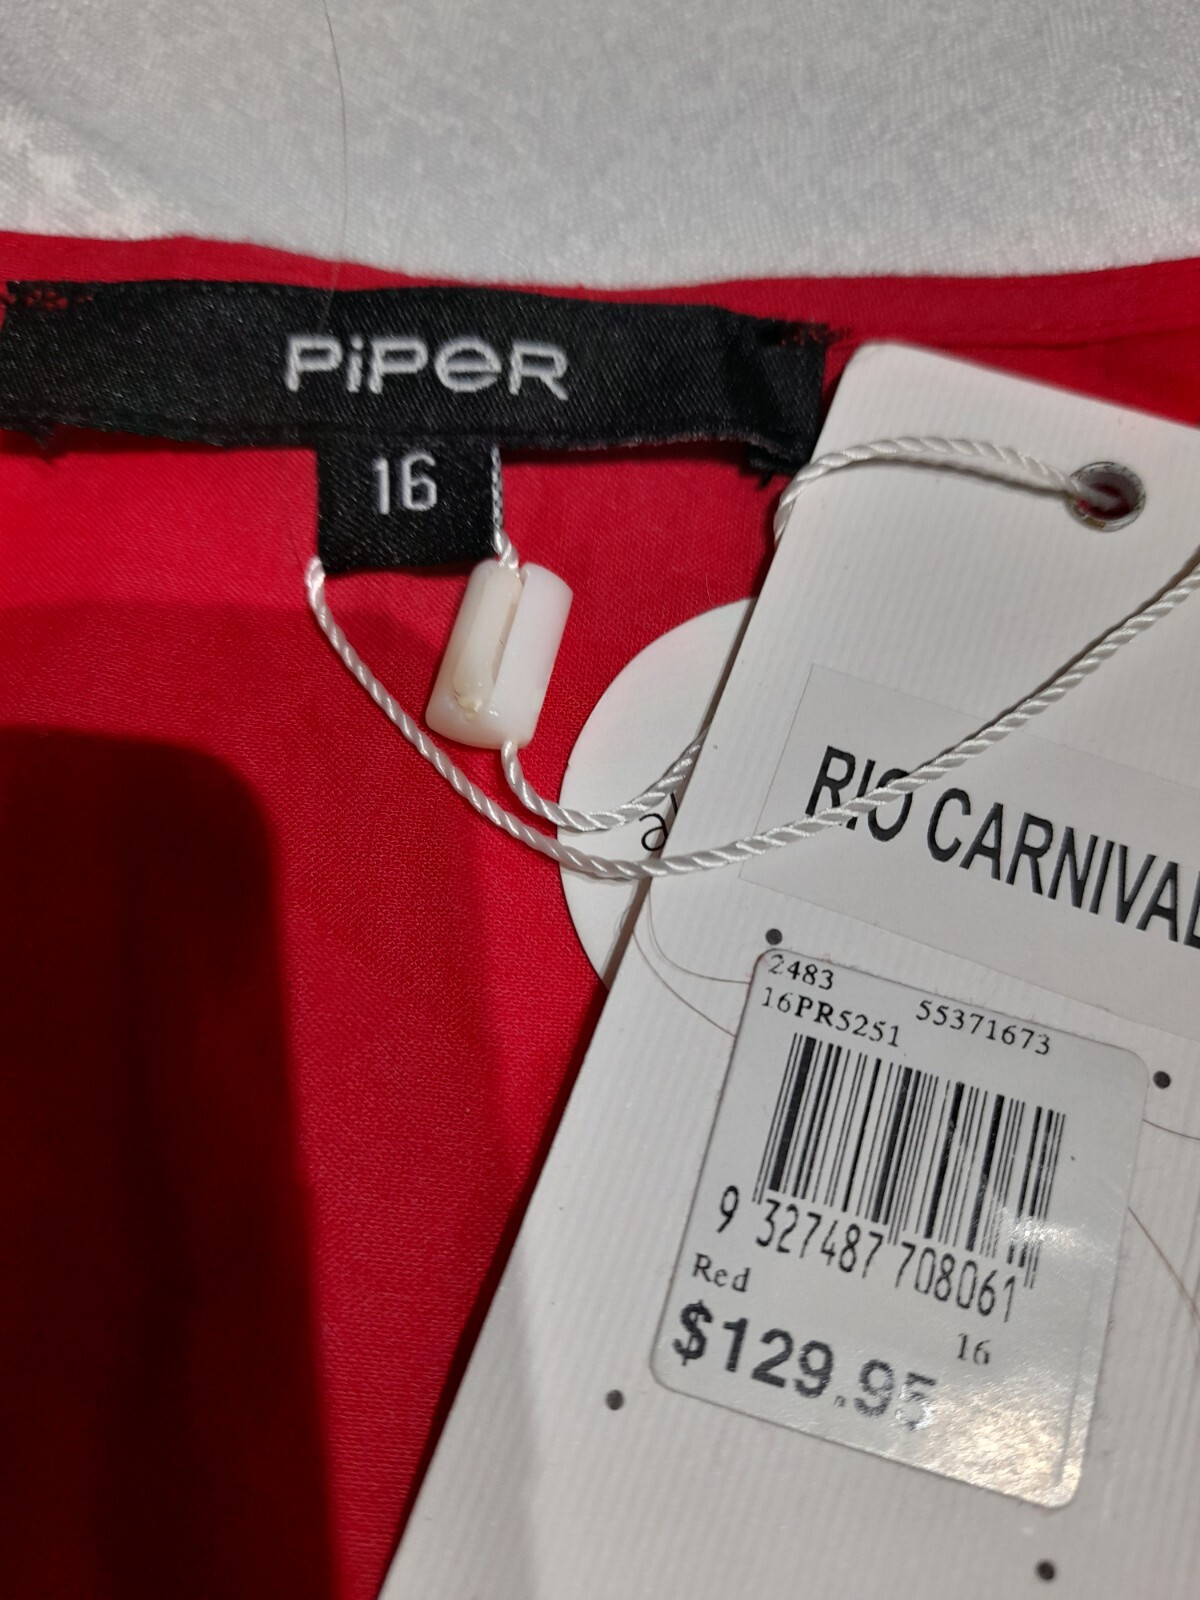 PiPeR
16
RIO CARNIVAL
2483
16PR5251 55371673
9 327487 708061
Red
16
$129.95